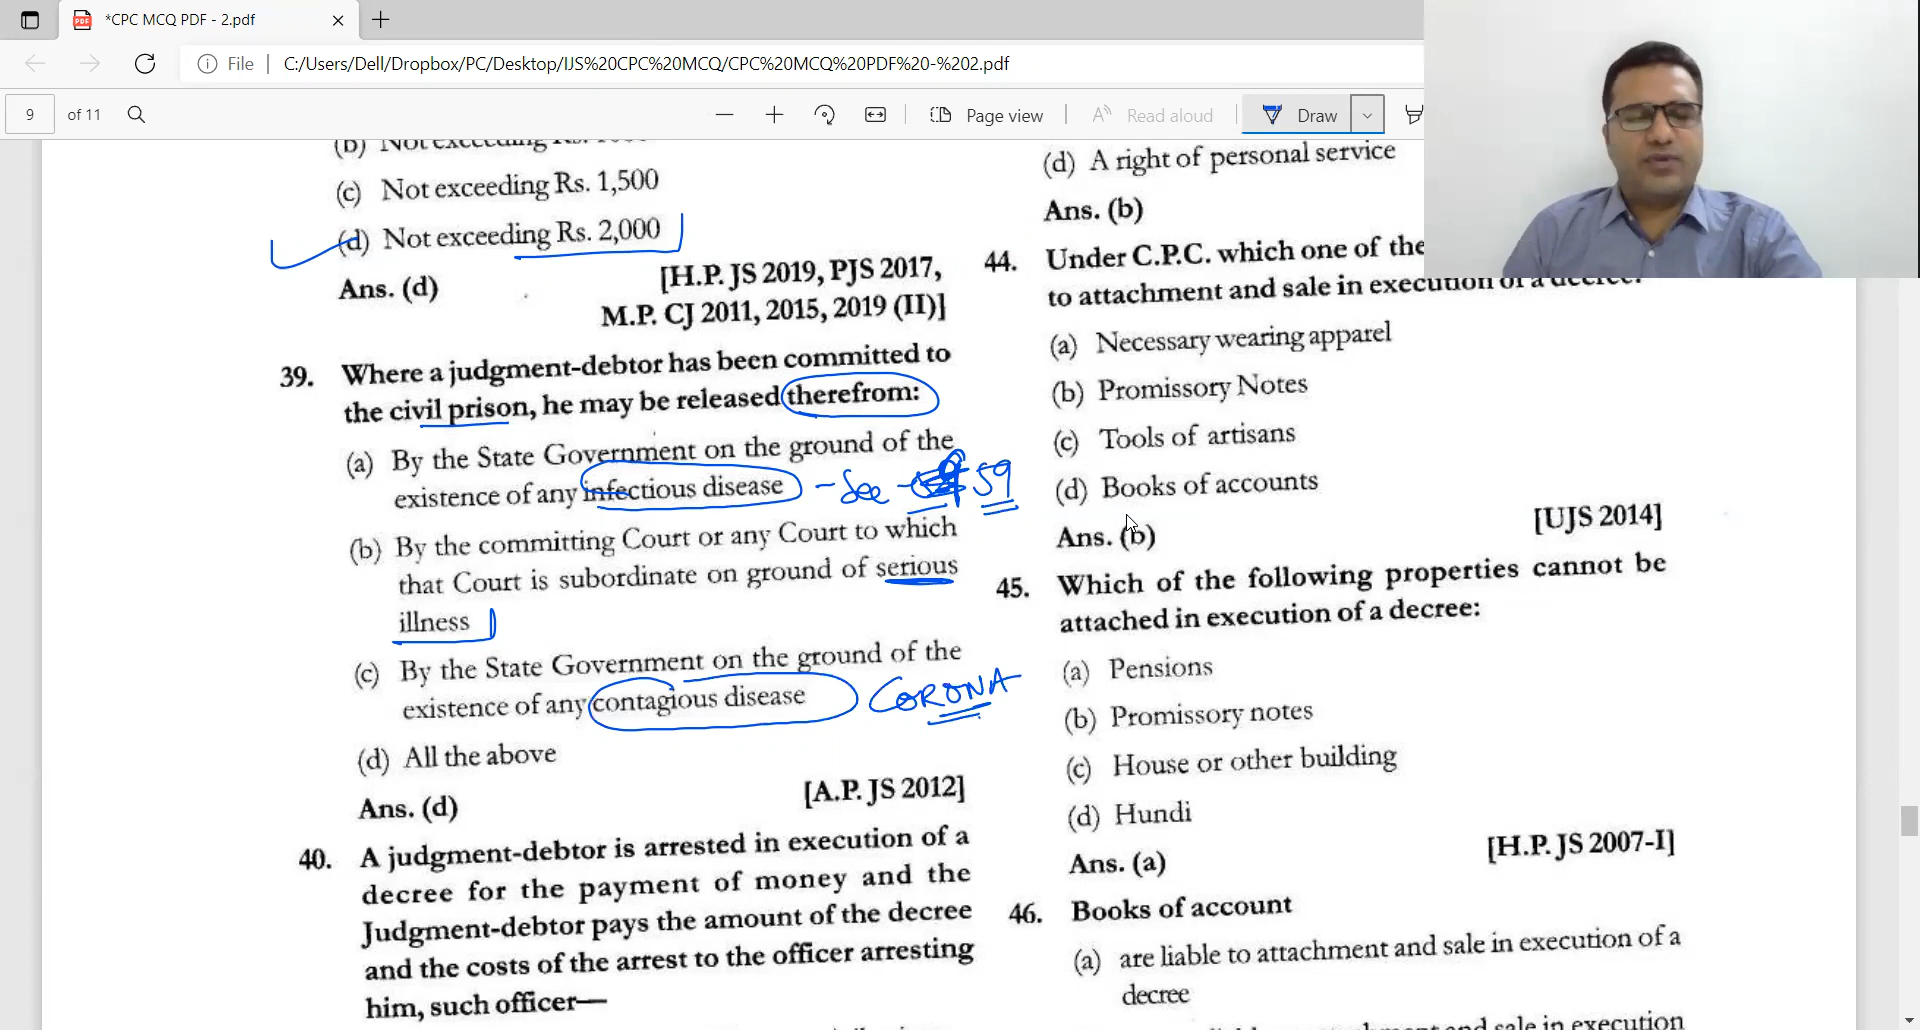 *CPC MCQ PDF - 2.pdf
File
C:/Users/Dell/Dropbox/PC/Desktop/IJS%20CPC%20MCQ/CPC%20MCQ%20PDF%20-%202.pdf
9 of 11
Page view
Read aloud
Draw
(b) Not exceeding Rs.
(c) Not exceeding Rs. 1,500
(d) Not exceeding Rs. 2,000
Ans. (d)
[H.P. JS 2019, PJS 2017,
M.P. CJ 2011, 2015, 2019 (II)]
39. Where a judgment-debtor has been committed to
the civil prison, he may be released therefrom:
(a) By the State Government on the ground of the
existence of any infectious disease - See - 59
(b) By the committing Court or any Court to which
that Court is subordinate on ground of serious
illness
(c) By the State Government on the ground of the
existence of any contagious disease CORONA
(d) All the above
Ans. (d) [A.P. JS 2012]
40. A judgment-debtor is arrested in execution of a
decree for the payment of money and the
Judgment-debtor pays the amount of the decree
and the costs of the arrest to the officer arresting
him, such officer—
(d) A right of personal service
Ans. (b)
44. Under C.P.C. which one of the
to attachment and sale in execution of a decree:
(a) Necessary wearing apparel
(b) Promissory Notes
(c) Tools of artisans
(d) Books of accounts
Ans. (b) [UJS 2014]
45. Which of the following properties cannot be
attached in execution of a decree:
(a) Pensions
(b) Promissory notes
(c) House or other building
(d) Hundi
Ans. (a) [H.P. JS 2007-I]
46. Books of account
(a) are liable to attachment and sale in execution of a
decree
and sale in execution